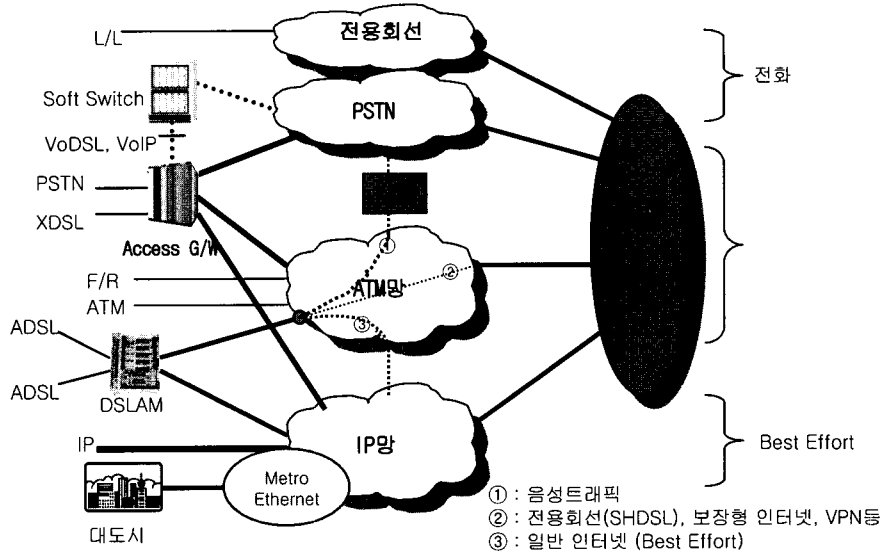 전용회선
L/L
전화
Soft Switch
PSTN
VoDSL, VoIP
PSTN
XDSL
Access G/W
①
②
F/R
ATM망
ATM
③
ADSL
ADSL
DSLAM
IP망
IP
Best Effort
Metro
Ethernet
대도시
① : 음성트래픽
② : 전용회선(SHDSL), 보장형 인터넷, VPN등
③ : 일반 인터넷 (Best Effort)